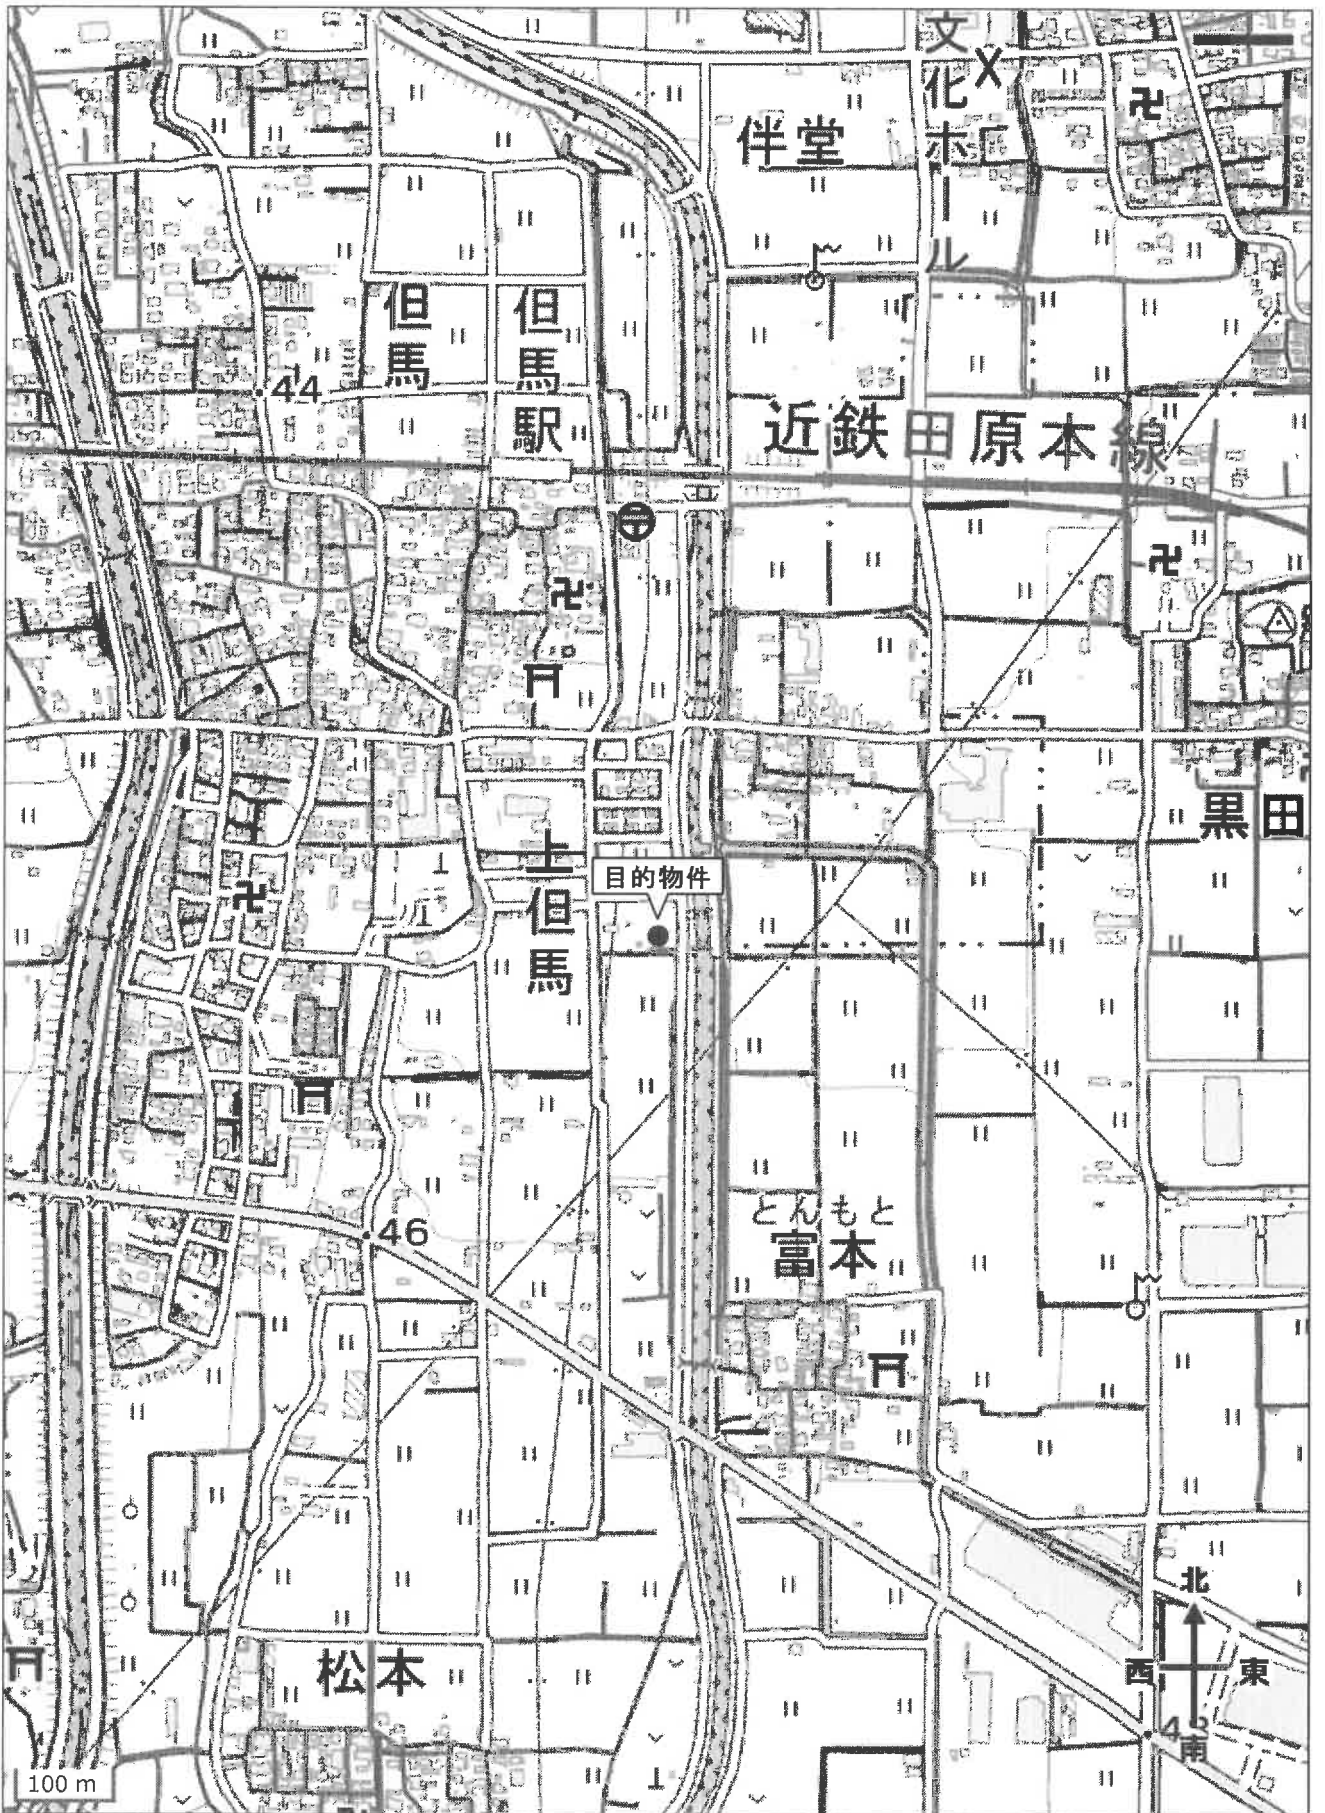 文化ホール
伴堂
但馬
但馬駅
44
近鉄田原本線
黒田
上但馬
目的物件
46
とんもと
富本
松本
北
西
東
南
100 m